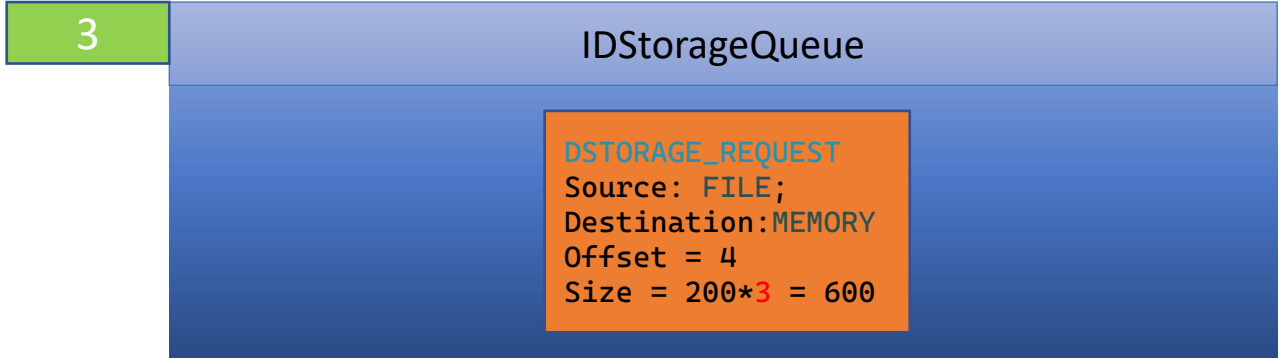 3
IDStorageQueue
DSTORAGE_REQUEST
Source: FILE;
Destination:MEMORY
Offset = 4
Size = 200*3 = 600